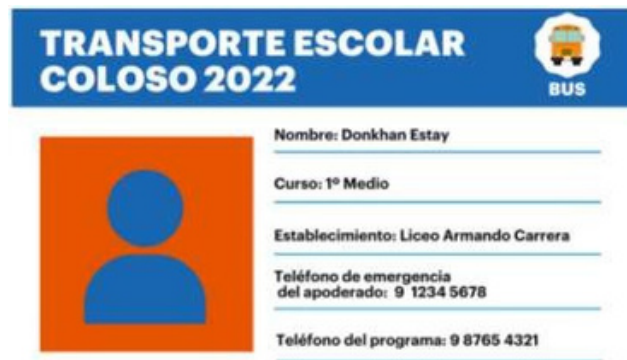 TRANSPORTE ESCOLAR
COLOSO 2022
BUS
Nombre: Donkhan Estay
Curso: 1º Medio
Establecimiento: Liceo Armando Carrera
Teléfono de emergencia
del apoderado: 9 1234 5678
Teléfono del programa: 9 8765 4321